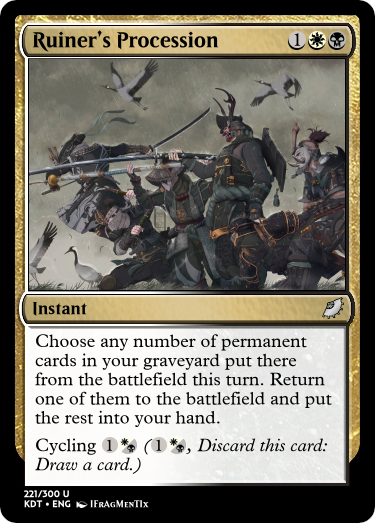 Ruiner's Procession 1
Instant
Choose any number of permanent
cards in your graveyard put there
from the battlefield this turn. Return
one of them to the battlefield and put
the rest into your hand.
Cycling 1 (1, Discard this card:
Draw a card.)
221/300 U
KDT • ENG IFRAGMENTIX